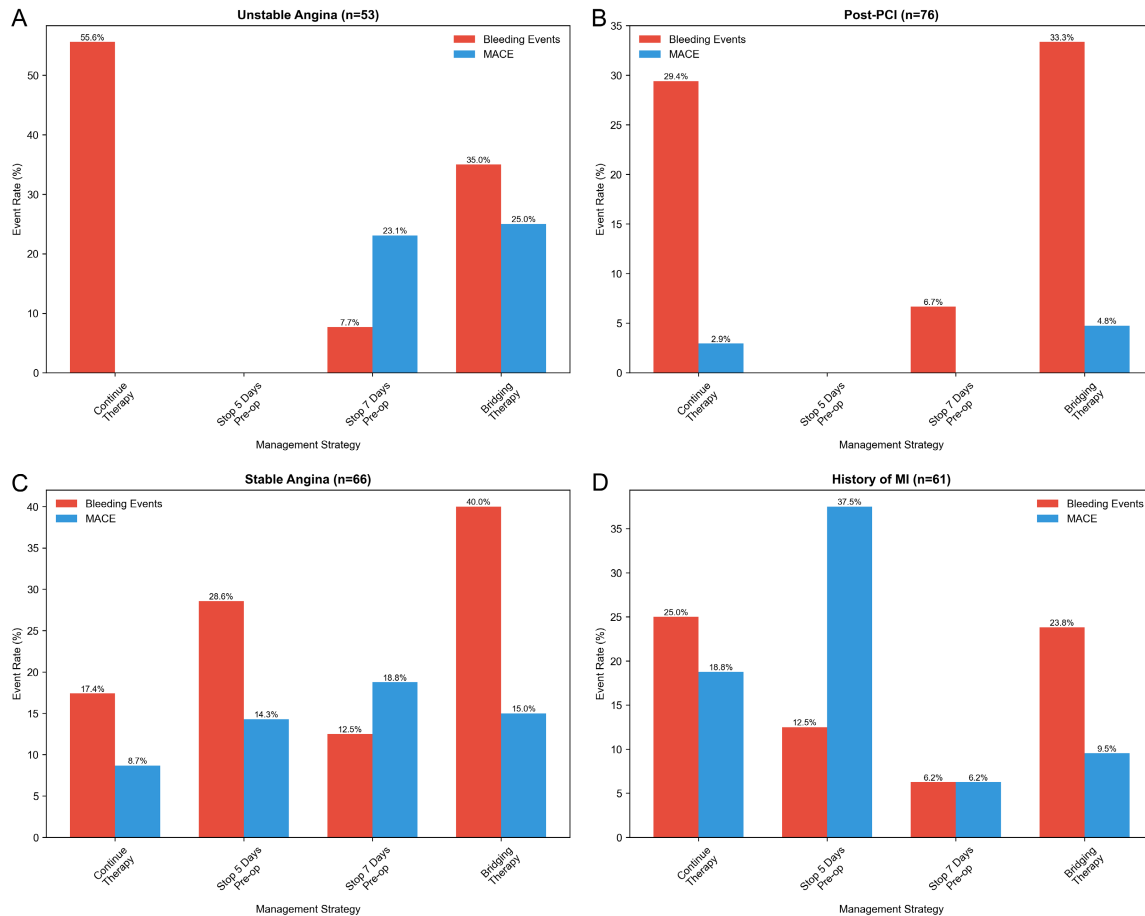 A
Unstable Angina (n=53)
Bleeding Events
MACE
Event Rate (%)
0
10
20
30
40
50
55.6%
7.7%
23.1%
35.0%
25.0%
Continue
Therapy
Stop 5 Days
Pre-op
Stop 7 Days
Pre-op
Bridging
Therapy
Management Strategy
B
Post-PCI (n=76)
Bleeding Events
MACE
Event Rate (%)
0
5
10
15
20
25
30
35
29.4%
2.9%
6.7%
33.3%
4.8%
Continue
Therapy
Stop 5 Days
Pre-op
Stop 7 Days
Pre-op
Bridging
Therapy
Management Strategy
C
Stable Angina (n=66)
Bleeding Events
MACE
Event Rate (%)
0
5
10
15
20
25
30
35
40
17.4%
8.7%
28.6%
14.3%
12.5%
18.8%
40.0%
15.0%
Continue
Therapy
Stop 5 Days
Pre-op
Stop 7 Days
Pre-op
Bridging
Therapy
Management Strategy
D
History of MI (n=61)
Bleeding Events
MACE
Event Rate (%)
0
5
10
15
20
25
30
35
25.0%
18.8%
12.5%
37.5%
6.2%
6.2%
23.8%
9.5%
Continue
Therapy
Stop 5 Days
Pre-op
Stop 7 Days
Pre-op
Bridging
Therapy
Management Strategy